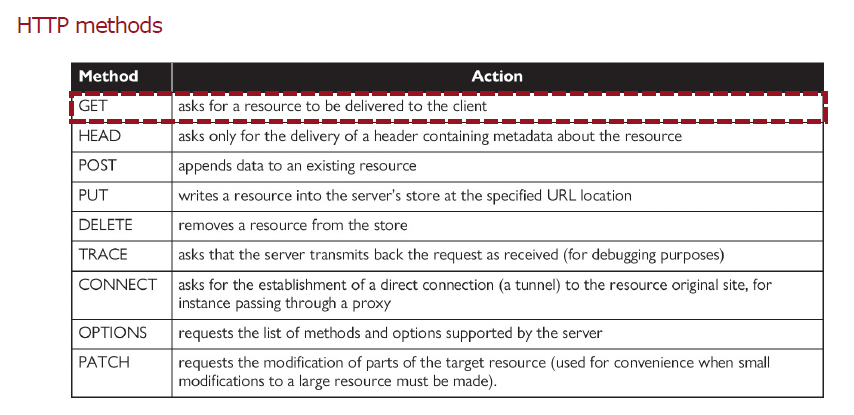 HTTP methods
Method Action
GET asks for a resource to be delivered to the client
HEAD asks only for the delivery of a header containing metadata about the resource
POST appends data to an existing resource
PUT writes a resource into the server's store at the specified URL location
DELETE removes a resource from the store
TRACE asks that the server transmits back the request as received (for debugging purposes)
CONNECT asks for the establishment of a direct connection (a tunnel) to the resource original site, for
instance passing through a proxy
OPTIONS requests the list of methods and options supported by the server
PATCH requests the modification of parts of the target resource (used for convenience when small
modifications to a large resource must be made).